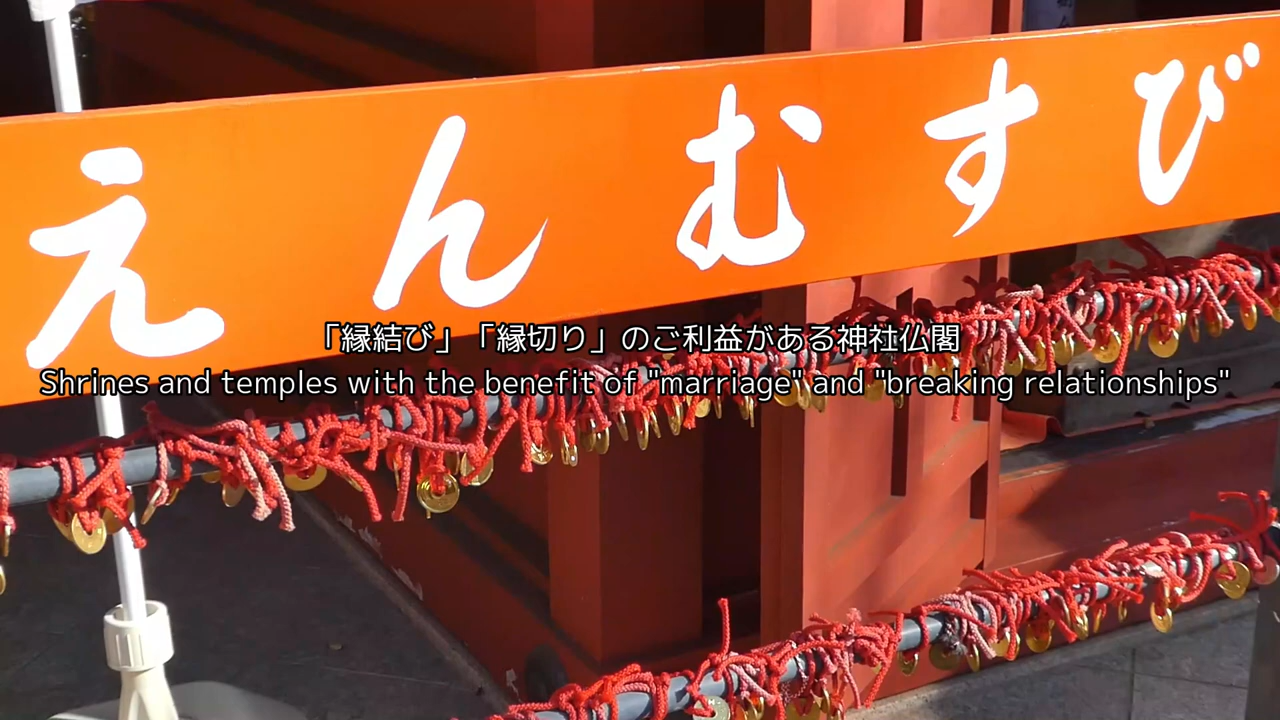 えんむすび
「縁結び」「縁切り」のご利益がある神社仏閣
Shrines and temples with the benefit of "marriage" and "breaking relationships"